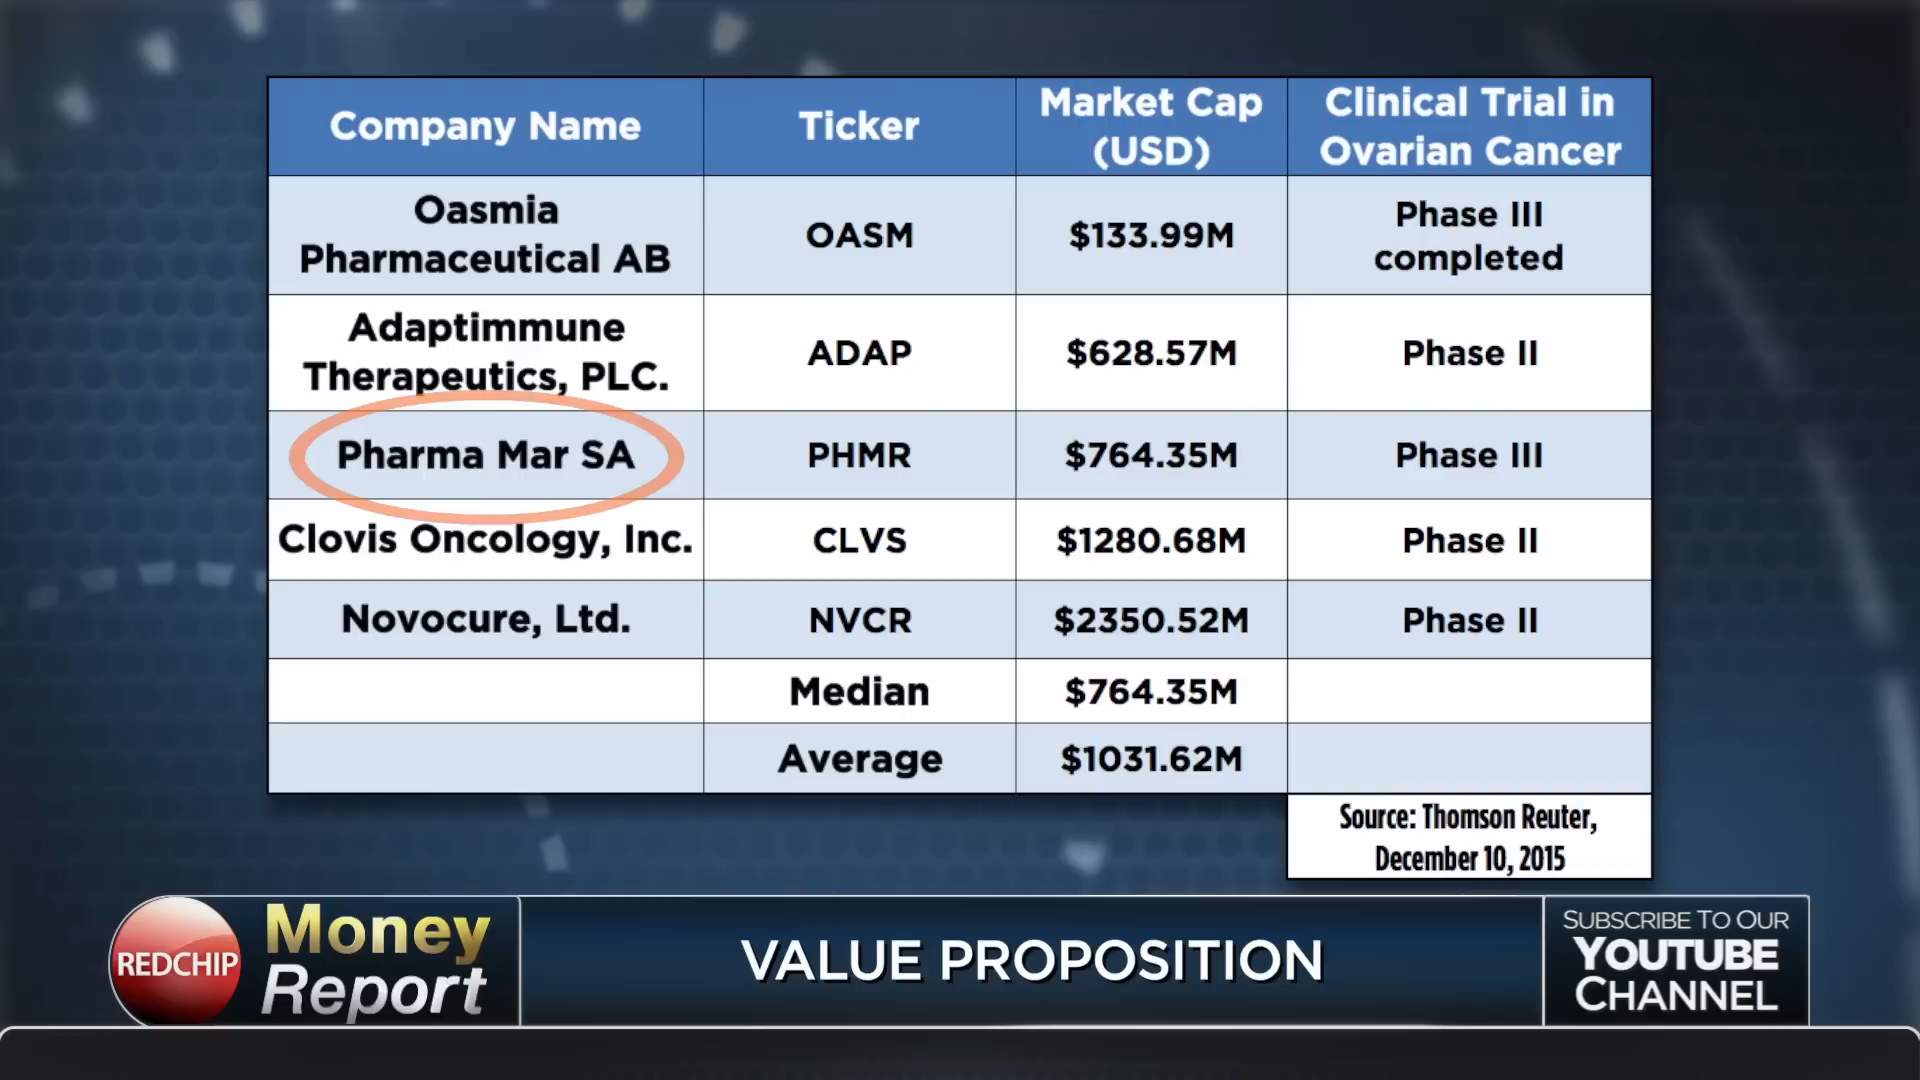 Company Name
Ticker
Market Cap
(USD)
Clinical Trial in
Ovarian Cancer
Oasmia
Pharmaceutical AB
OASM
$133.99M
Phase III
completed
Adaptimmune
Therapeutics, PLC.
ADAP
$628.57M
Phase II
Pharma Mar SA
PHMR
$764.35M
Phase III
Clovis Oncology, Inc.
CLVS
$1280.68M
Phase II
Novocure, Ltd.
NVCR
$2350.52M
Phase II
Median
$764.35M
Average
$1031.62M
Source: Thomson Reuter,
December 10, 2015
REDCHIP
Money
Report
VALUE PROPOSITION
SUBSCRIBE TO OUR
YOUTUBE
CHANNEL